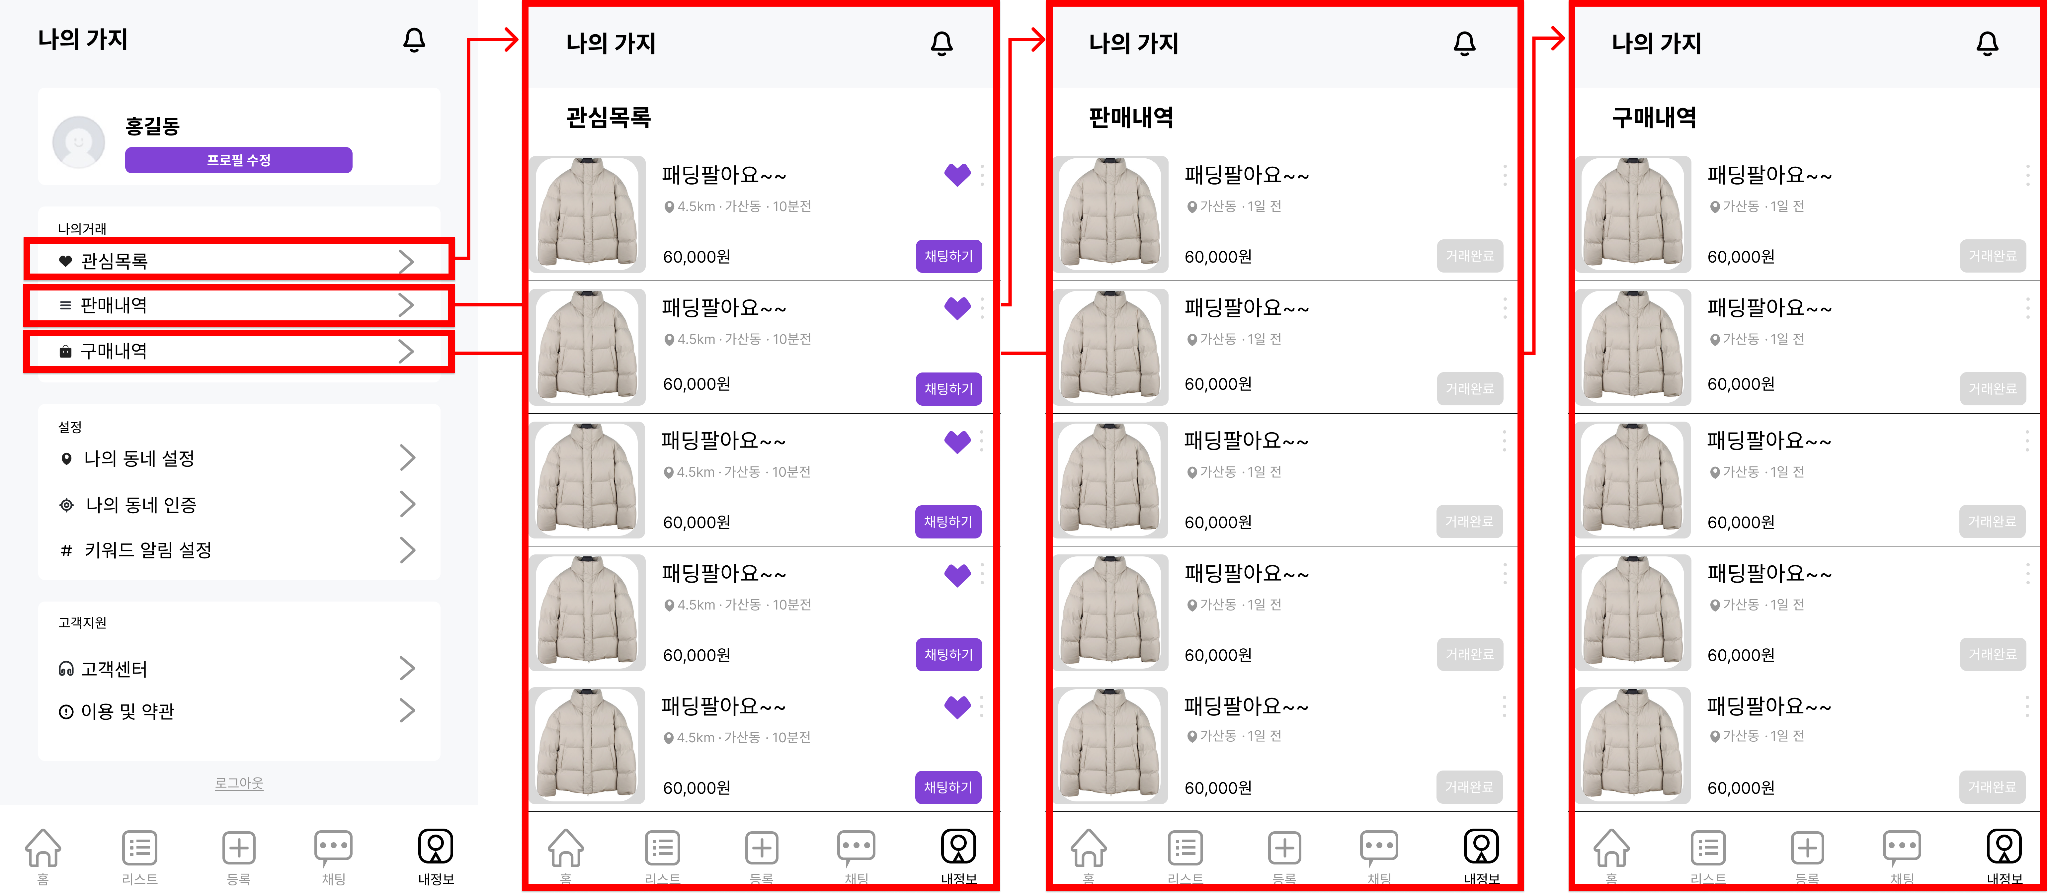 나의 가지
홍길동
프로필 수정
나의거래
관심목록
판매내역
구매내역
설정
나의 동네 설정
나의 동네 인증
# 키워드 알림 설정
고객지원
고객센터
이용 및 약관
로그아웃
홈 리스트 등록 채팅 내정보
나의 가지
관심목록
패딩팔아요~~
4.5km · 가산동 · 10분전
60,000원 채팅하기
패딩팔아요~~
4.5km · 가산동 · 10분전
60,000원 채팅하기
패딩팔아요~~
4.5km · 가산동 · 10분전
60,000원 채팅하기
패딩팔아요~~
4.5km · 가산동 · 10분전
60,000원 채팅하기
패딩팔아요~~
4.5km · 가산동 · 10분전
60,000원 채팅하기
홈 리스트 등록 채팅 내정보
나의 가지
판매내역
패딩팔아요~~
가산동 · 1일 전
60,000원 거래완료
패딩팔아요~~
가산동 · 1일 전
60,000원 거래완료
패딩팔아요~~
가산동 · 1일 전
60,000원 거래완료
패딩팔아요~~
가산동 · 1일 전
60,000원 거래완료
패딩팔아요~~
가산동 · 1일 전
60,000원 거래완료
홈 리스트 등록 채팅 내정보
나의 가지
구매내역
패딩팔아요~~
가산동 · 1일 전
60,000원 거래완료
패딩팔아요~~
가산동 · 1일 전
60,000원 거래완료
패딩팔아요~~
가산동 · 1일 전
60,000원 거래완료
패딩팔아요~~
가산동 · 1일 전
60,000원 거래완료
패딩팔아요~~
가산동 · 1일 전
60,000원 거래완료
홈 리스트 등록 채팅 내정보